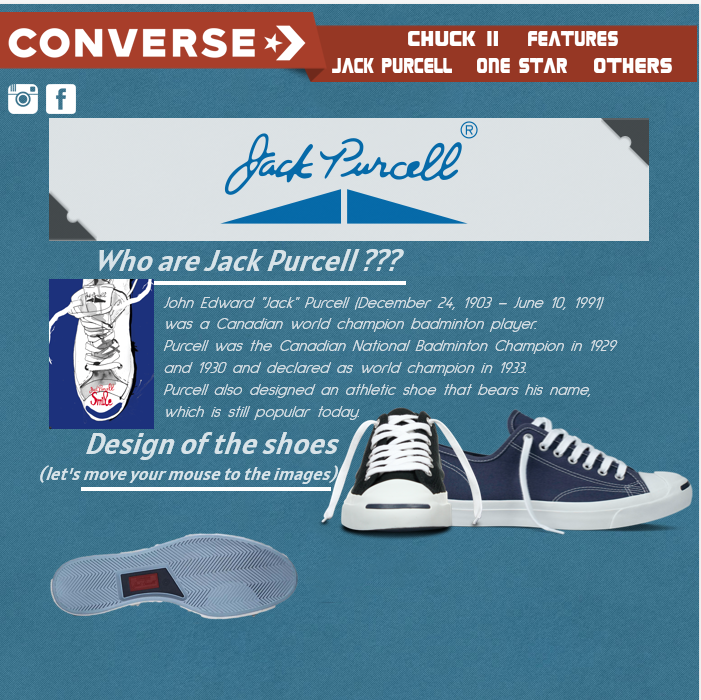 CONVERSE
CHUCK II FEATURES
JACK PURCELL ONE STAR OTHERS
Jack Purcell ®
Who are Jack Purcell ???
John Edward "Jack" Purcell (December 24, 1903 – June 10, 1991)
was a Canadian world champion badminton player.
Purcell was the Canadian National Badminton Champion in 1929
and 1930 and declared as world champion in 1933.
Purcell also designed an athletic shoe that bears his name,
which is still popular today.
Jack Purcell
Smile
Design of the shoes
(let's move your mouse to the images)